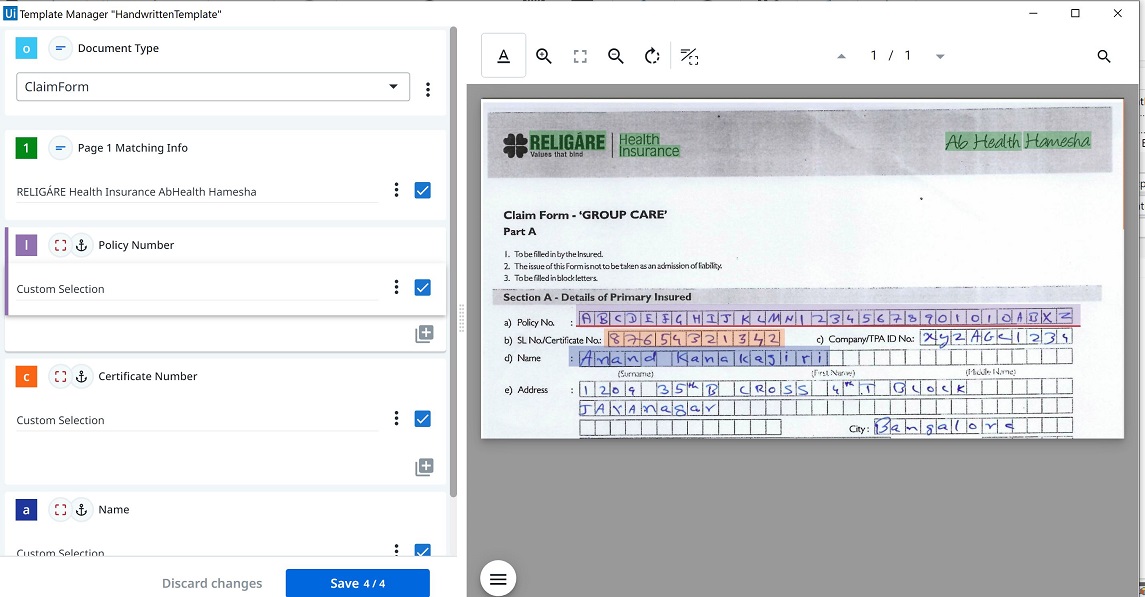 Ui Template Manager "HandwrittenTemplate"
o Document Type
ClaimForm
1 Page 1 Matching Info
RELIGÁRE Health Insurance AbHealth Hamesha
l Policy Number
Custom Selection
c Certificate Number
Custom Selection
a Name
Custom Selection
Discard changes
Save 4 / 4
A
1 / 1
RELIGÁRE Health
Values that bind Insurance
Ab Health Hamesha
Claim Form - 'GROUP CARE'
Part A
1. To be filled in by the Insured.
2. The issue of this Form is not to be taken as an admission of liability.
3. To be filled in block letters.
Section A - Details of Primary Insured
a) Policy No. : ABCDEFGHIJKLMN12345678901010ABXZ
b) SL No/Certificate No.: 87654321342 c) Company/TPA ID No.: XyZAGC1234
d) Name : Anand Kanakagiri
(Surname) (First Name) (Middle Name)
e) Address : 1209 35th B CROSS 4th T BLOCK
JAYAnagar
City : Bangalore